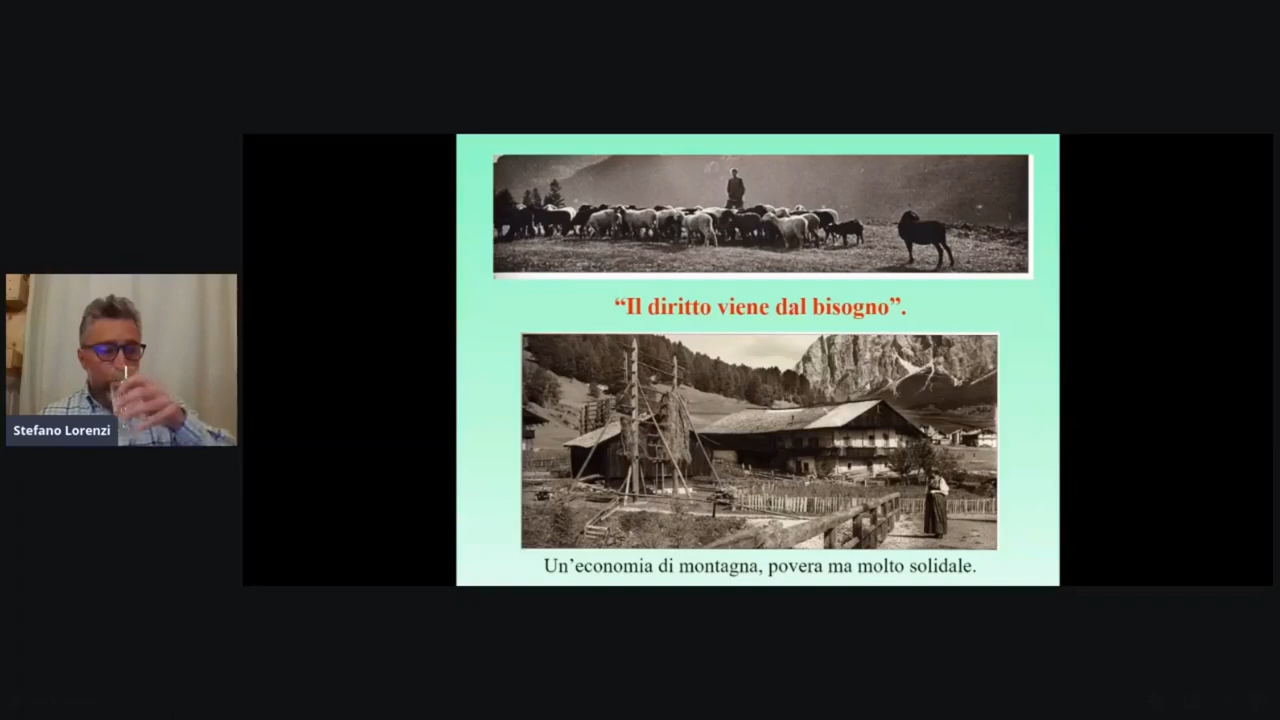 Stefano Lorenzi
“Il diritto viene dal bisogno”.
Un’economia di montagna, povera ma molto solidale.